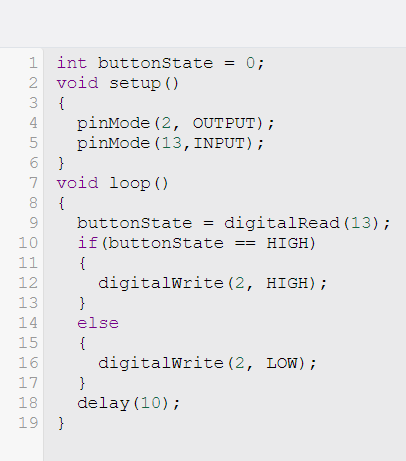 1 int buttonState = 0;
2 void setup()
3 {
4   pinMode(2, OUTPUT);
5   pinMode(13,INPUT);
6 }
7 void loop()
8 {
9   buttonState = digitalRead(13);
10   if(buttonState == HIGH)
11   {
12     digitalWrite(2, HIGH);
13   }
14   else
15   {
16     digitalWrite(2, LOW);
17   }
18   delay(10);
19 }